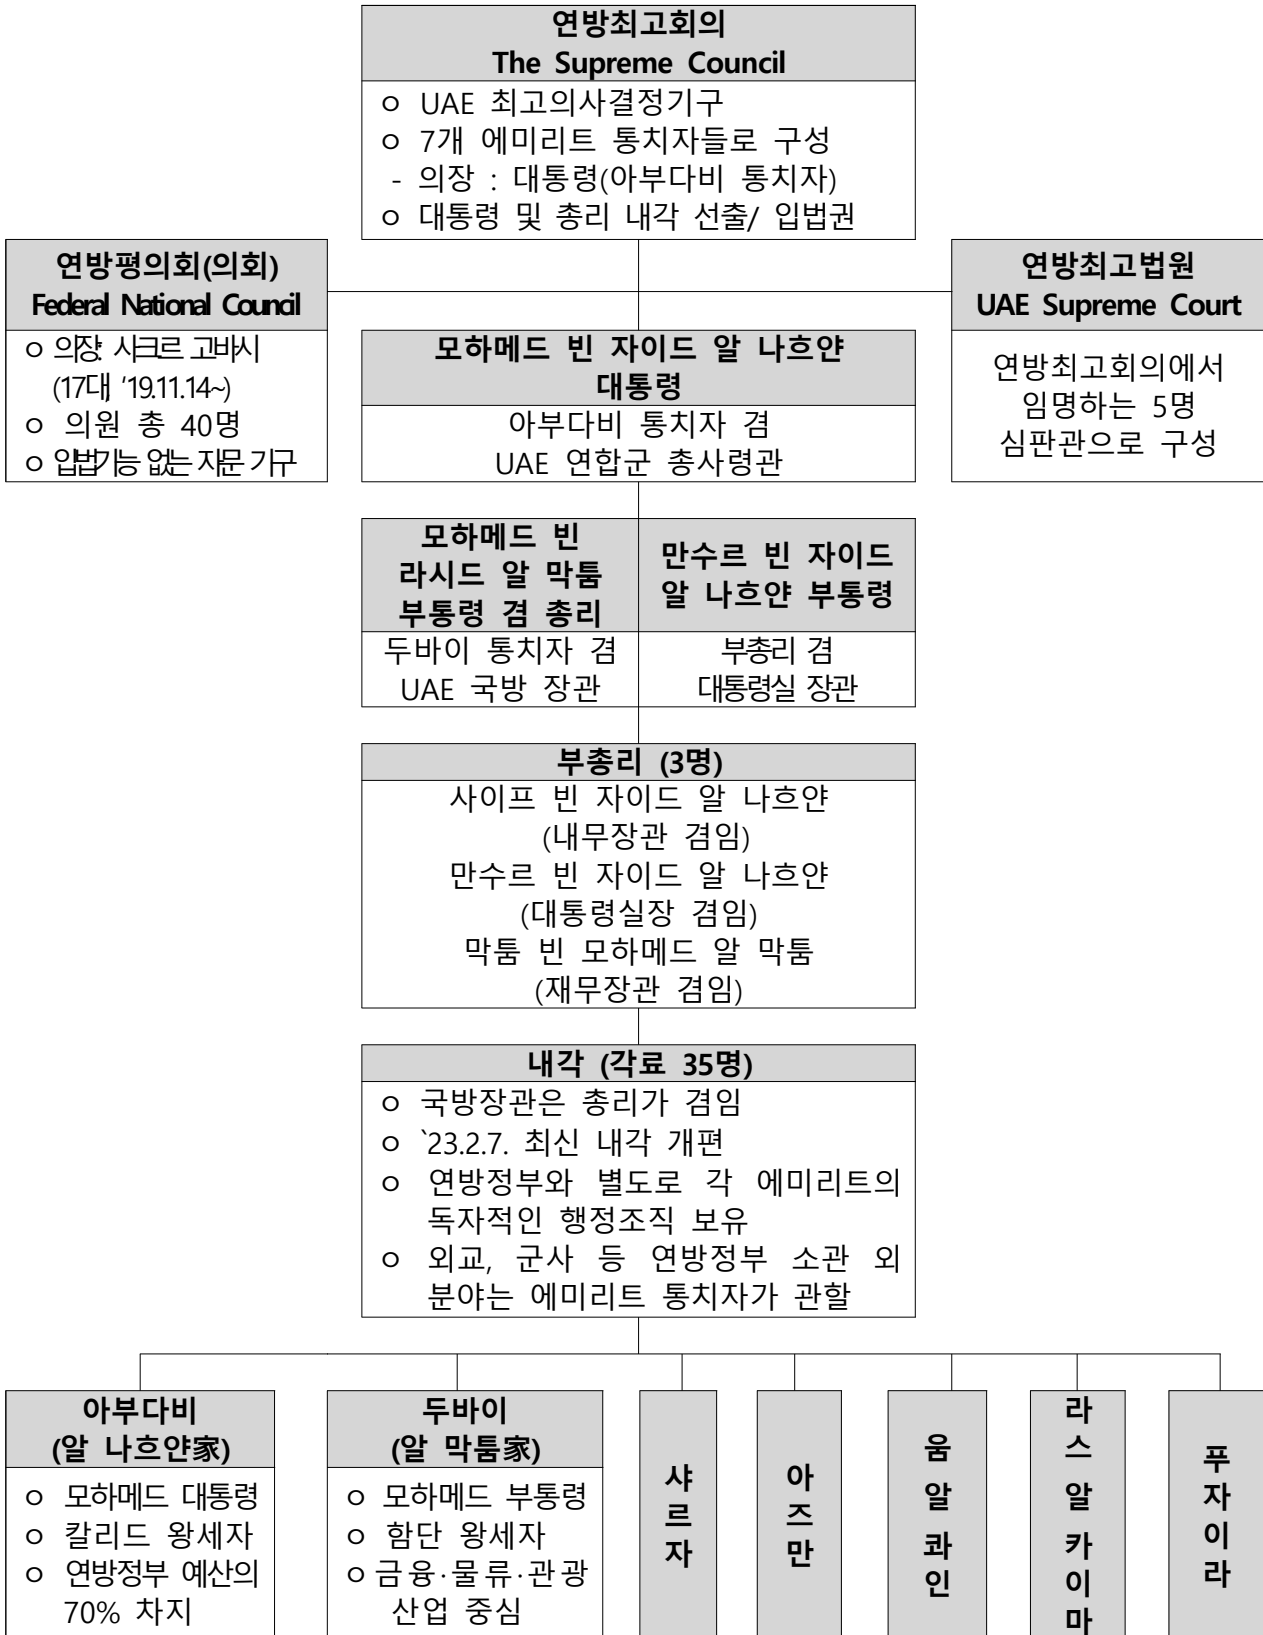 연방최고회의
The Supreme Council
ㅇ UAE 최고의사결정기구
ㅇ 7개 에미리트 통치자들로 구성
- 의장 : 대통령(아부다비 통치자)
ㅇ 대통령 및 총리 내각 선출/ 입법권
연방평의회(의회)
Federal National Council
ㅇ 의장: 사크르 고바시
(17대, '19.11.14~)
ㅇ 의원 총 40명
ㅇ 입법기능 없는 자문 기구
연방최고법원
UAE Supreme Court
연방최고회의에서
임명하는 5명
심판관으로 구성
모하메드 빈 자이드 알 나흐얀
대통령
아부다비 통치자 겸
UAE 연합군 총사령관
모하메드 빈
라시드 알 막툼
부통령 겸 총리
두바이 통치자 겸
UAE 국방 장관
만수르 빈 자이드
알 나흐얀 부통령
부총리 겸
대통령실 장관
부총리 (3명)
사이프 빈 자이드 알 나흐얀
(내무장관 겸임)
만수르 빈 자이드 알 나흐얀
(대통령실장 겸임)
막툼 빈 모하메드 알 막툼
(재무장관 겸임)
내각 (각료 35명)
ㅇ 국방장관은 총리가 겸임
ㅇ `23.2.7. 최신 내각 개편
ㅇ 연방정부와 별도로 각 에미리트의
독자적인 행정조직 보유
ㅇ 외교, 군사 등 연방정부 소관 외
분야는 에미리트 통치자가 관할
아부다비
(알 나흐얀家)
ㅇ 모하메드 대통령
ㅇ 칼리드 왕세자
ㅇ 연방정부 예산의
70% 차지
두바이
(알 막툼家)
ㅇ 모하메드 부통령
ㅇ 함단 왕세자
ㅇ 금융·물류·관광
산업 중심
샤르자
아즈만
움 알 콰인
라스 알 카이마
푸자이라